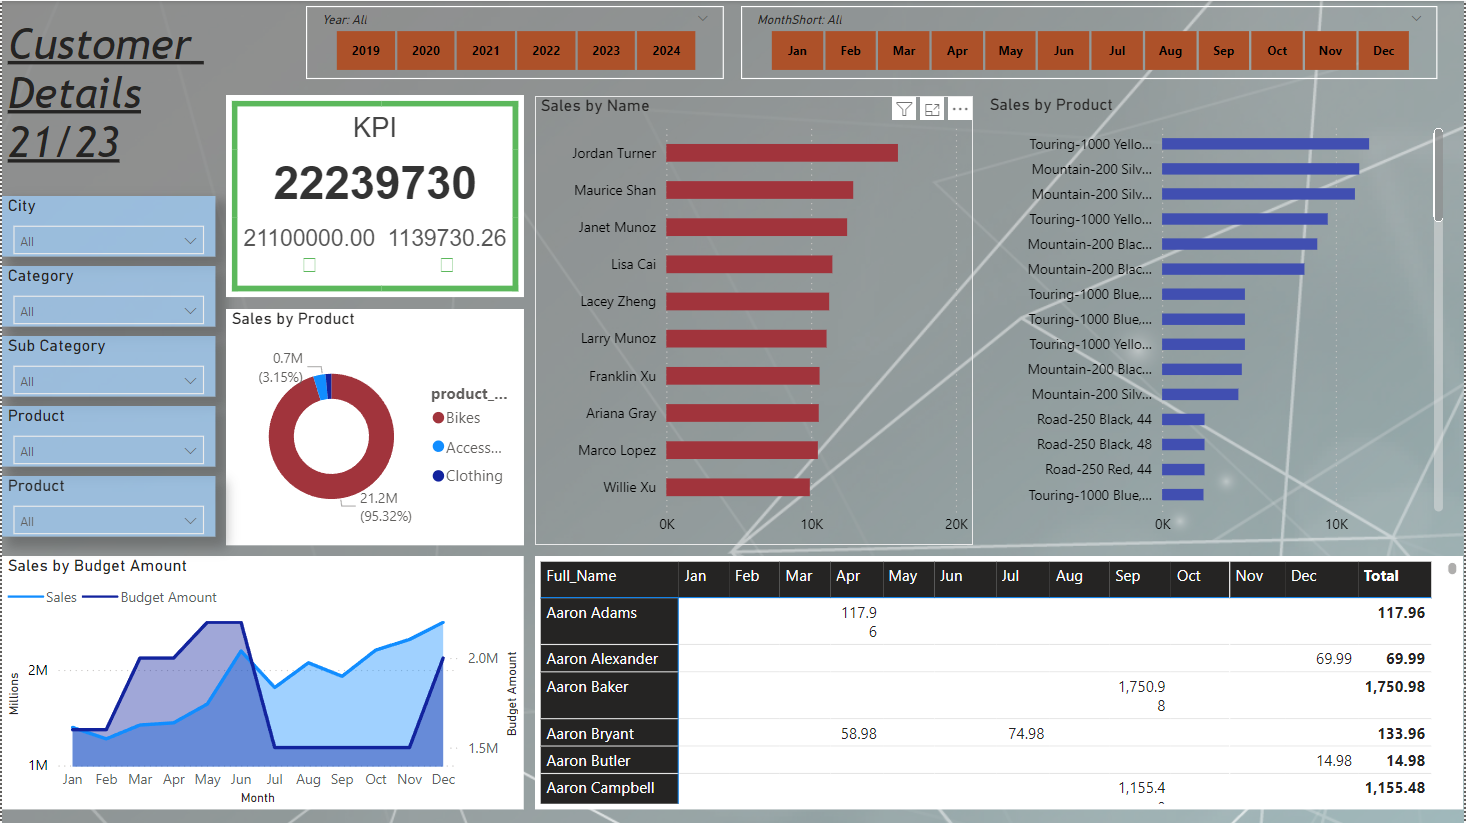 Customer
Details
21/23
Year: All
2019 2020 2021 2022 2023 2024
MonthShort: All
Jan Feb Mar Apr May Jun Jul Aug Sep Oct Nov Dec
City
All
Category
All
Sub Category
All
Product
All
Product
All
KPI
22239730
21100000.00 1139730.26
Sales by Product
0.7M
(3.15%)
21.2M
(95.32%)
product_...
Bikes
Access...
Clothing
Sales by Name
Jordan Turner
Maurice Shan
Janet Munoz
Lisa Cai
Lacey Zheng
Larry Munoz
Franklin Xu
Ariana Gray
Marco Lopez
Willie Xu
0K 10K 20K
Sales by Product
Touring-1000 Yello...
Mountain-200 Silv...
Mountain-200 Silv...
Touring-1000 Yello...
Mountain-200 Blac...
Mountain-200 Blac...
Touring-1000 Blue,...
Touring-1000 Blue,...
Touring-1000 Yello...
Mountain-200 Blac...
Mountain-200 Silv...
Road-250 Black, 44
Road-250 Black, 48
Road-250 Red, 44
Touring-1000 Blue,...
0K 10K
Sales by Budget Amount
Sales Budget Amount
Millions
2M
1M
2.0M
1.5M
Budget Amount
Jan Feb Mar Apr May Jun Jul Aug Sep Oct Nov Dec
Month
Full_Name Jan Feb Mar Apr May Jun Jul Aug Sep Oct Nov Dec Total
Aaron Adams 117.9 117.96
6
Aaron Alexander 69.99 69.99
Aaron Baker 1,750.9 1,750.98
8
Aaron Bryant 58.98 74.98 133.96
Aaron Butler 14.98 14.98
Aaron Campbell 1,155.4 1,155.48